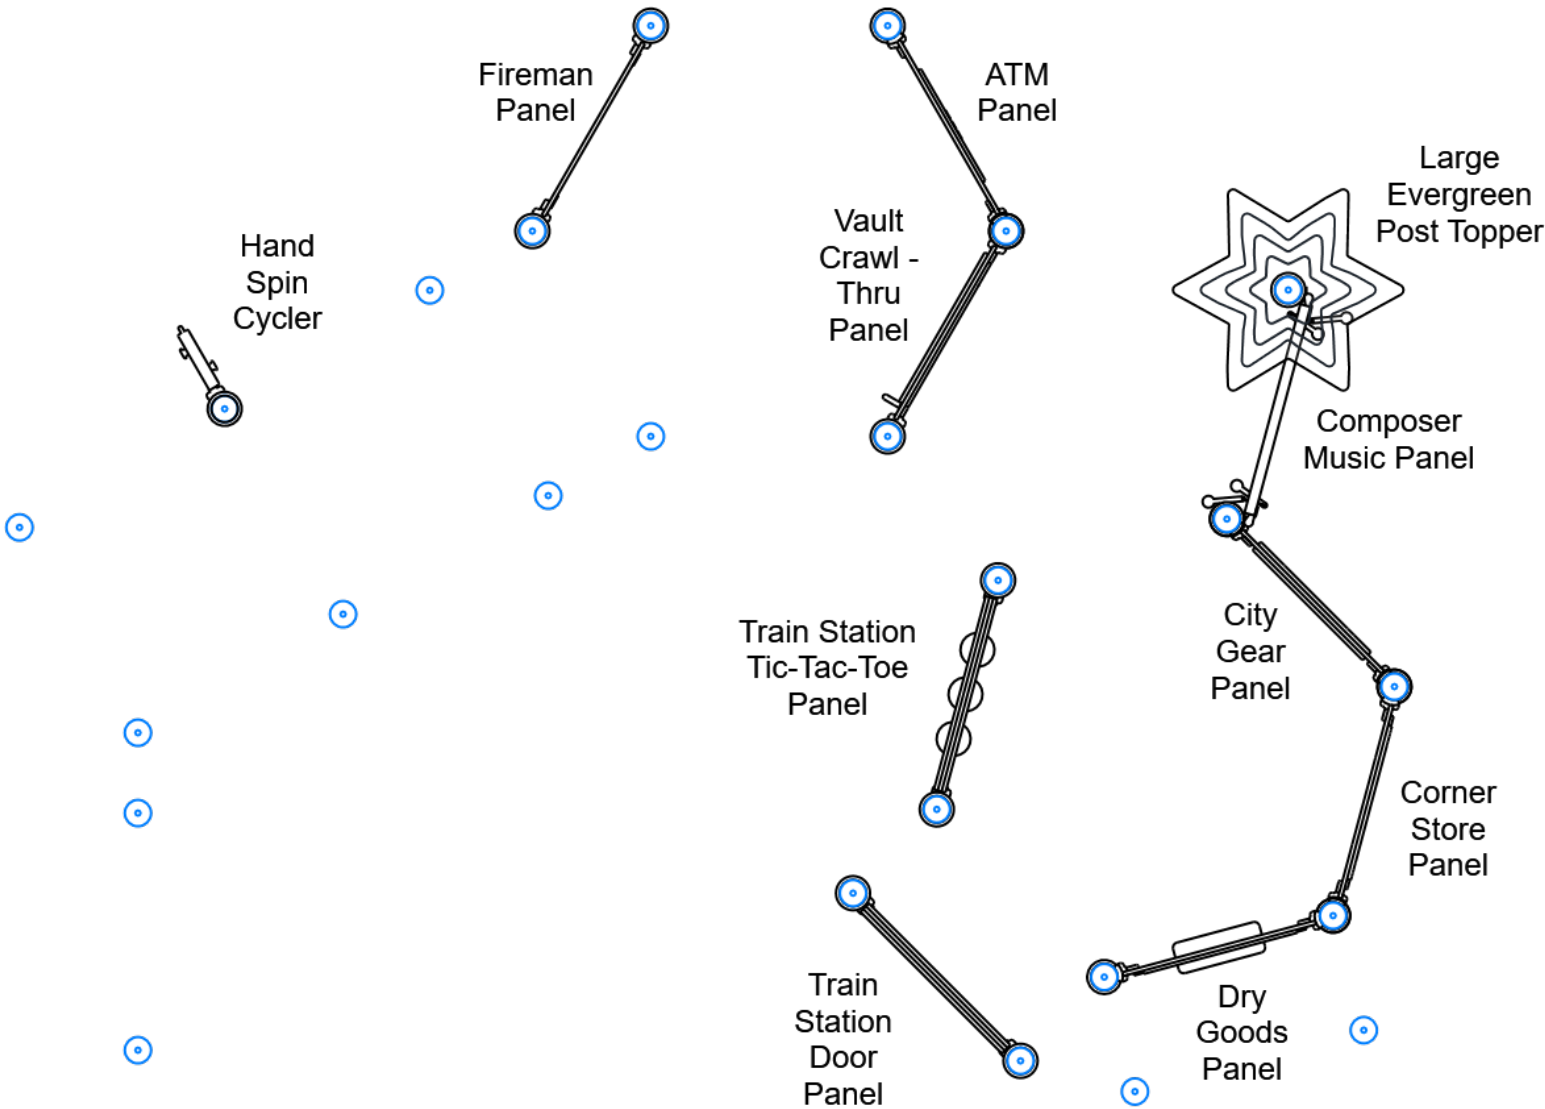 Fireman
Panel
ATM
Panel
Large
Evergreen
Post Topper
Hand
Spin
Cycler
Vault
Crawl -
Thru
Panel
Composer
Music Panel
Train Station
Tic-Tac-Toe
Panel
City
Gear
Panel
Corner
Store
Panel
Train
Station
Door
Panel
Dry
Goods
Panel